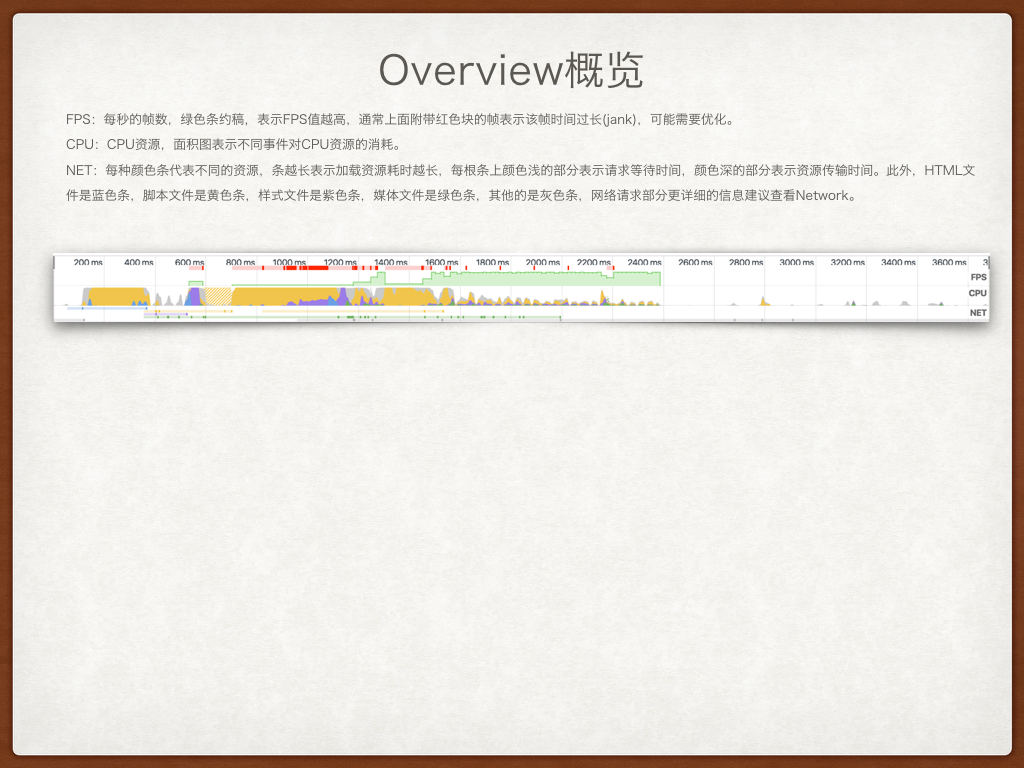 Overview概览
FPS：每秒的帧数，绿色条约稿，表示FPS值越高，通常上面附带红色块的帧表示该帧时间过长(jank)，可能需要优化。
CPU：CPU资源，面积图表示不同事件对CPU资源的消耗。
NET：每种颜色条代表不同的资源，条越长表示加载资源耗时越长，每根条上颜色浅的部分表示请求等待时间，颜色深的部分表示资源传输时间。此外，HTML文
件是蓝色条，脚本文件是黄色条，样式文件是紫色条，媒体文件是绿色条，其他的是灰色条，网络请求部分更详细的信息建议查看Network。
200 ms 400 ms 600 ms 800 ms 1000 ms 1200 ms 1400 ms 1600 ms 1800 ms 2000 ms 2200 ms 2400 ms 2600 ms 2800 ms 3000 ms 3200 ms 3400 ms 3600 ms 3
FPS
CPU
NET